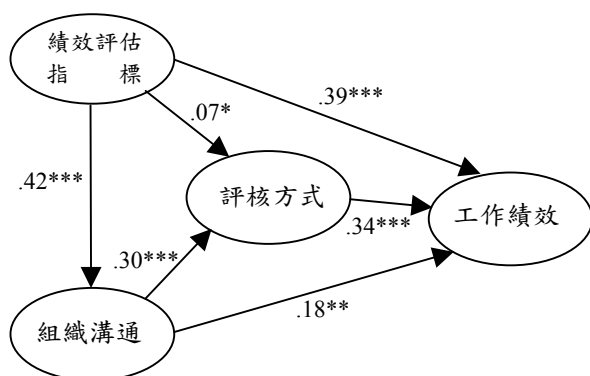 績效評估
指 標
.39***
.07*
.42***
評核方式
.34***
工作績效
.30***
.18**
組織溝通